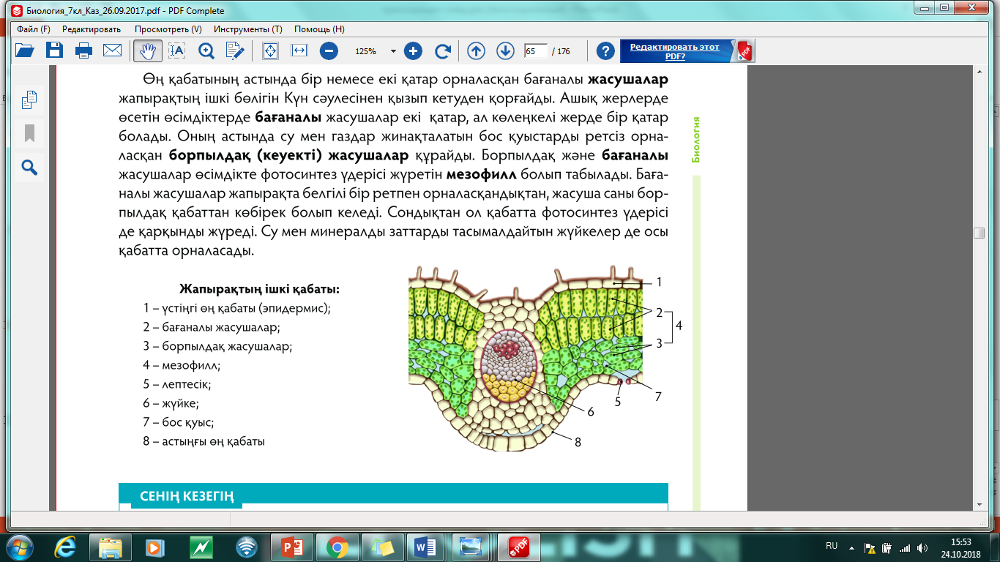 Биология_7кл_Каз_26.09.2017.pdf - PDF Complete
Файл (F) Редактировать Просмотреть (V) Инструменты (T) Помощь (H)
125% 65 / 176 Редактировать этот PDF?
Өң қабатының астында бір немесе екі қатар орналасқан бағаналы жасушалар
жапырақтың ішкі бөлігін Күн сәулесінен қызып кетуден қорғайды. Ашық жерлерде
өсетін өсімдіктерде бағаналы жасушалар екі қатар, ал көлеңкелі жерде бір қатар
болады. Оның астында су мен газдар жинақталатын бос қуыстарды ретсіз орна-
ласқан борпылдақ (кеуекті) жасушалар құрайды. Борпылдақ және бағаналы
жасушалар өсімдікте фотосинтез үдерісі жүретін мезофилл болып табылады. Баға-
налы жасушалар жапырақта белгілі бір ретпен орналасқандықтан, жасуша саны бор-
пылдақ қабаттан көбірек болып келеді. Сондықтан ол қабатта фотосинтез үдерісі
де қарқынды жүреді. Су мен минералды заттарды тасымалдайтын жүйкелер де осы
қабатта орналасады.
Биология
Жапырақтың ішкі қабаты:
1 – үстіңгі өң қабаты (эпидермис);
2 – бағаналы жасушалар;
3 – борпылдақ жасушалар;
4 – мезофилл;
5 – лептесік;
6 – жүйке;
7 – бос қуыс;
8 – астыңғы өң қабаты
1
2
4
3
7
5
6
8
СЕНІҢ КЕЗЕГІҢ
RU 15:53
24.10.2018